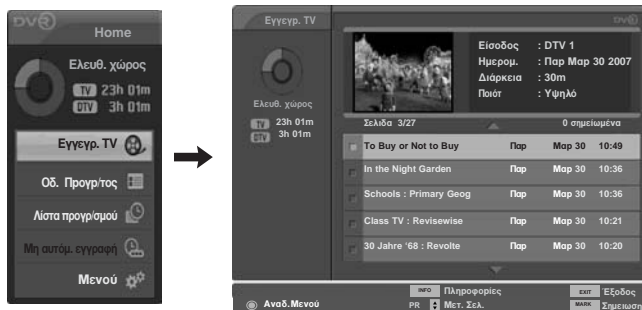 DVR
Home
Ελευθ. χώρος
TV 23h 01m
DTV 3h 01m
Εγγεγρ. TV
Οδ. Προγρ/τος
Λίστα προγρ/σμού
Μη αυτόμ. εγγραφή
Μενού
Εγγεγρ. TV
DVR
Ελευθ. χώρος
TV 23h 01m
DTV 3h 01m
Είσοδος : DTV 1
Ημερομ. : Παρ Μαρ 30 2007
Διάρκεια : 30m
Ποιότ : Υψηλό
Σελιδα 3/27 0 σημείωμένα
To Buy or Not to Buy Παρ Μαρ 30 10:49
In the Night Garden Παρ Μαρ 30 10:36
Schools : Primary Geog Παρ Μαρ 30 10:36
Class TV : Revisewise Παρ Μαρ 30 10:21
30 Jahre ‘68 : Revolte Παρ Μαρ 30 10:20
INFO Πληροφορίες EXIT Έξοδος
Αναδ.Μενού PR Μετ. Σελ. MARK Σημειωση